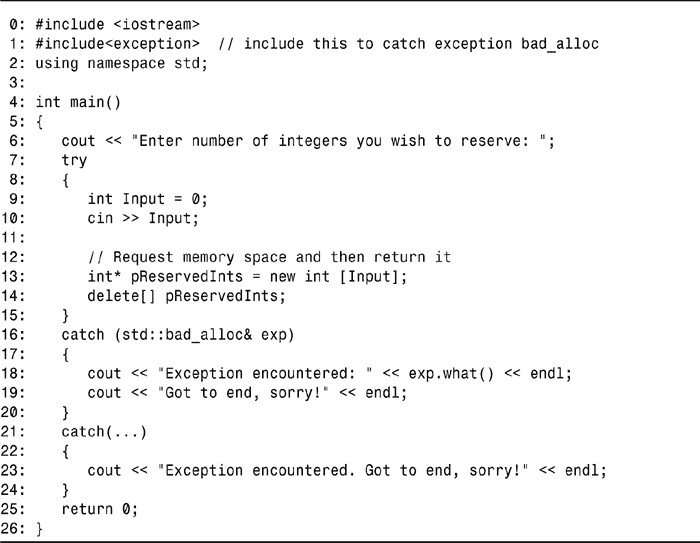 0: #include <iostream>
1: #include<exception>  // include this to catch exception bad_alloc
2: using namespace std;
3:
4: int main()
5: {
6:    cout << "Enter number of integers you wish to reserve: ";
7:    try
8:    {
9:       int Input = 0;
10:       cin >> Input;
11:
12:       // Request memory space and then return it
13:       int* pReservedInts = new int [Input];
14:       delete[] pReservedInts;
15:    }
16:    catch (std::bad_alloc& exp)
17:    {
18:       cout << "Exception encountered: " << exp.what() << endl;
19:       cout << "Got to end, sorry!" << endl;
20:    }
21:    catch(...)
22:    {
23:       cout << "Exception encountered. Got to end, sorry!" << endl;
24:    }
25:    return 0;
26: }